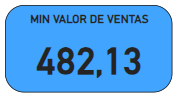 MIN VALOR DE VENTAS
482,13